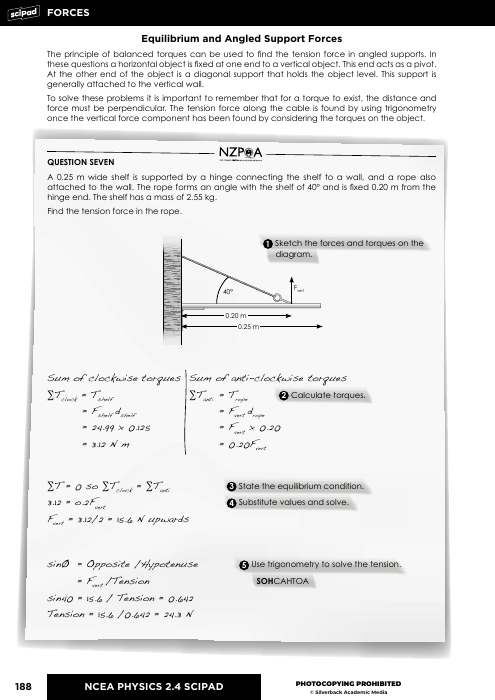 scipad FORCES
Equilibrium and Angled Support Forces
The principle of balanced torques can be used to find the tension force in angled supports. In
these questions a horizontal object is fixed at one end to a vertical object. This end acts as a pivot.
At the other end of the object is a diagonal support that holds the object level. This support is
generally attached to the vertical wall.
To solve these problems it is important to remember that for a torque to exist, the distance and
force must be perpendicular. The tension force along the cable is found by using trigonometry
once the vertical force component has been found by considering the torques on the object.
NZQA
QUESTION SEVEN
A 0.25 m wide shelf is supported by a hinge connecting the shelf to a wall, and a rope also
attached to the wall. The rope forms an angle with the shelf of 40° and is fixed 0.20 m from the
hinge end. The shelf has a mass of 2.55 kg.
Find the tension force in the rope.
1 Sketch the forces and torques on the
diagram.
40°
Fvert
0.20 m
0.25 m
Sum of clockwise torques
ΣTclock = Tshelf
= Fshelf dshelf
= 24.99 x 0.125
= 3.12 N m
Sum of anti-clockwise torques
ΣTanti = Trope
= Fvert drope
= Fvert x 0.20
= 0.20Fvert
2 Calculate torques.
ΣT = 0 so ΣTclock = ΣTanti
3 State the equilibrium condition.
3.12 = 0.2Fvert
4 Substitute values and solve.
Fvert = 3.12/2 = 15.6 N upwards
sinØ = Opposite /Hypotenuse
5 Use trigonometry to solve the tension.
= Fvert /Tension
SOHCAHTOA
sin40 = 15.6 / Tension = 0.642
Tension = 15.6 /0.642 = 24.3 N
188 NCEA PHYSICS 2.4 SCIPAD PHOTOCOPYING PROHIBITED
© Silverback Academic Media